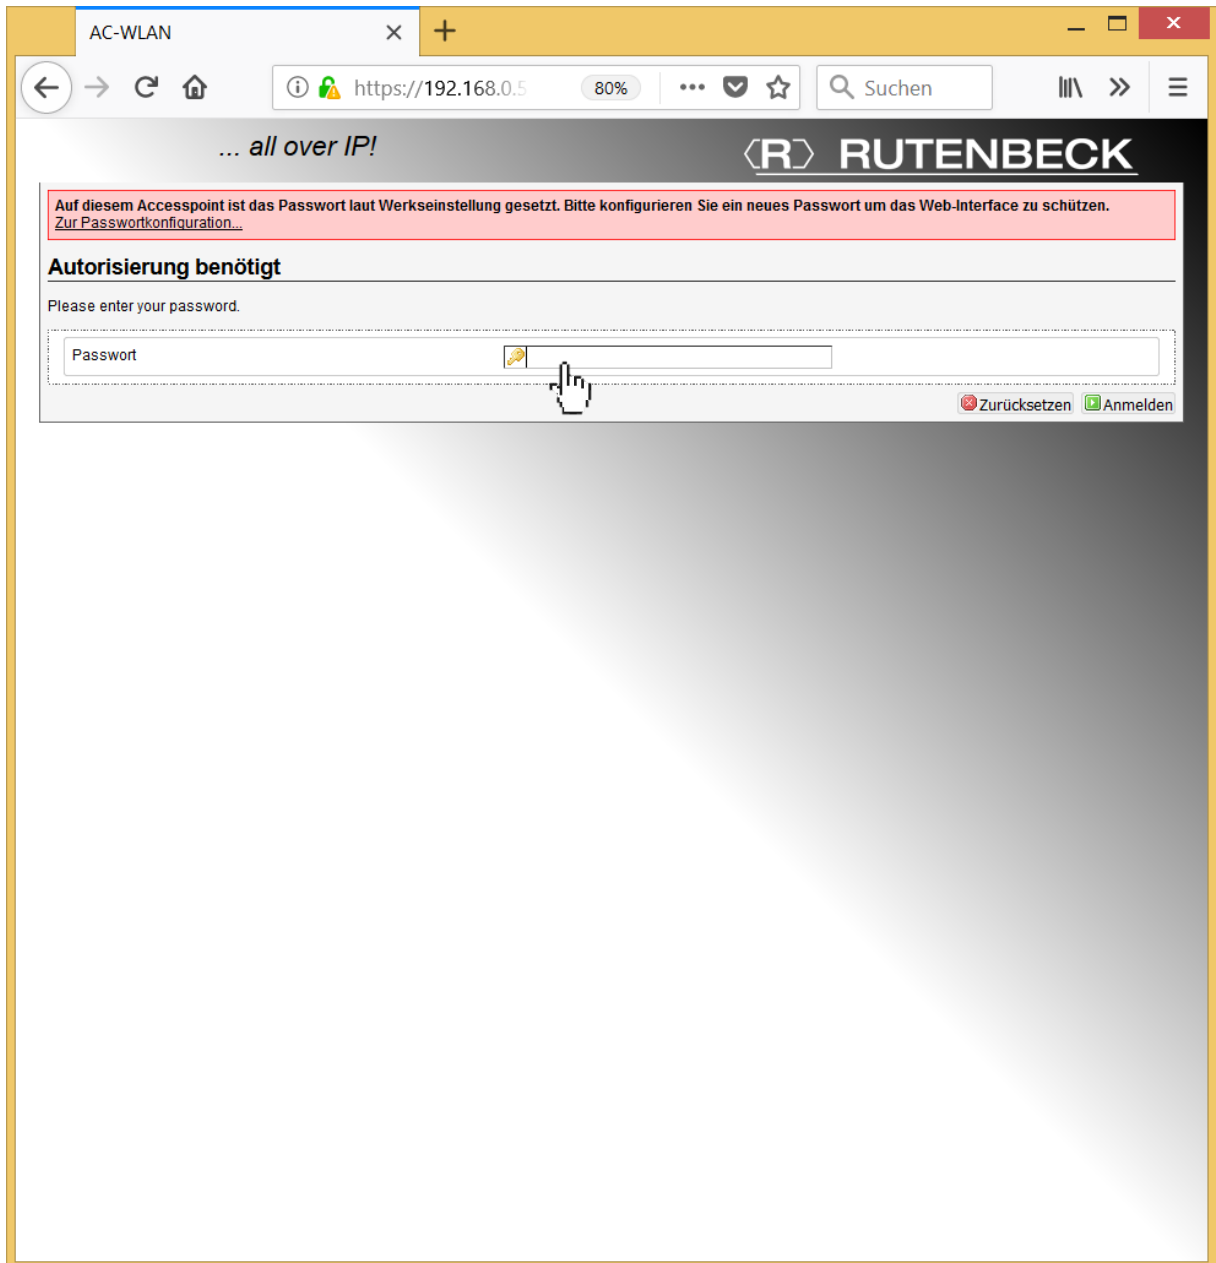 AC-WLAN
https://192.168.0.5
80%
Suchen
... all over IP!
R RUTENBECK
Auf diesem Accesspoint ist das Passwort laut Werkseinstellung gesetzt. Bitte konfigurieren Sie ein neues Passwort um das Web-Interface zu schützen.
Zur Passwortkonfiguration...
Autorisierung benötigt
Please enter your password.
Passwort
Zurücksetzen Anmelden